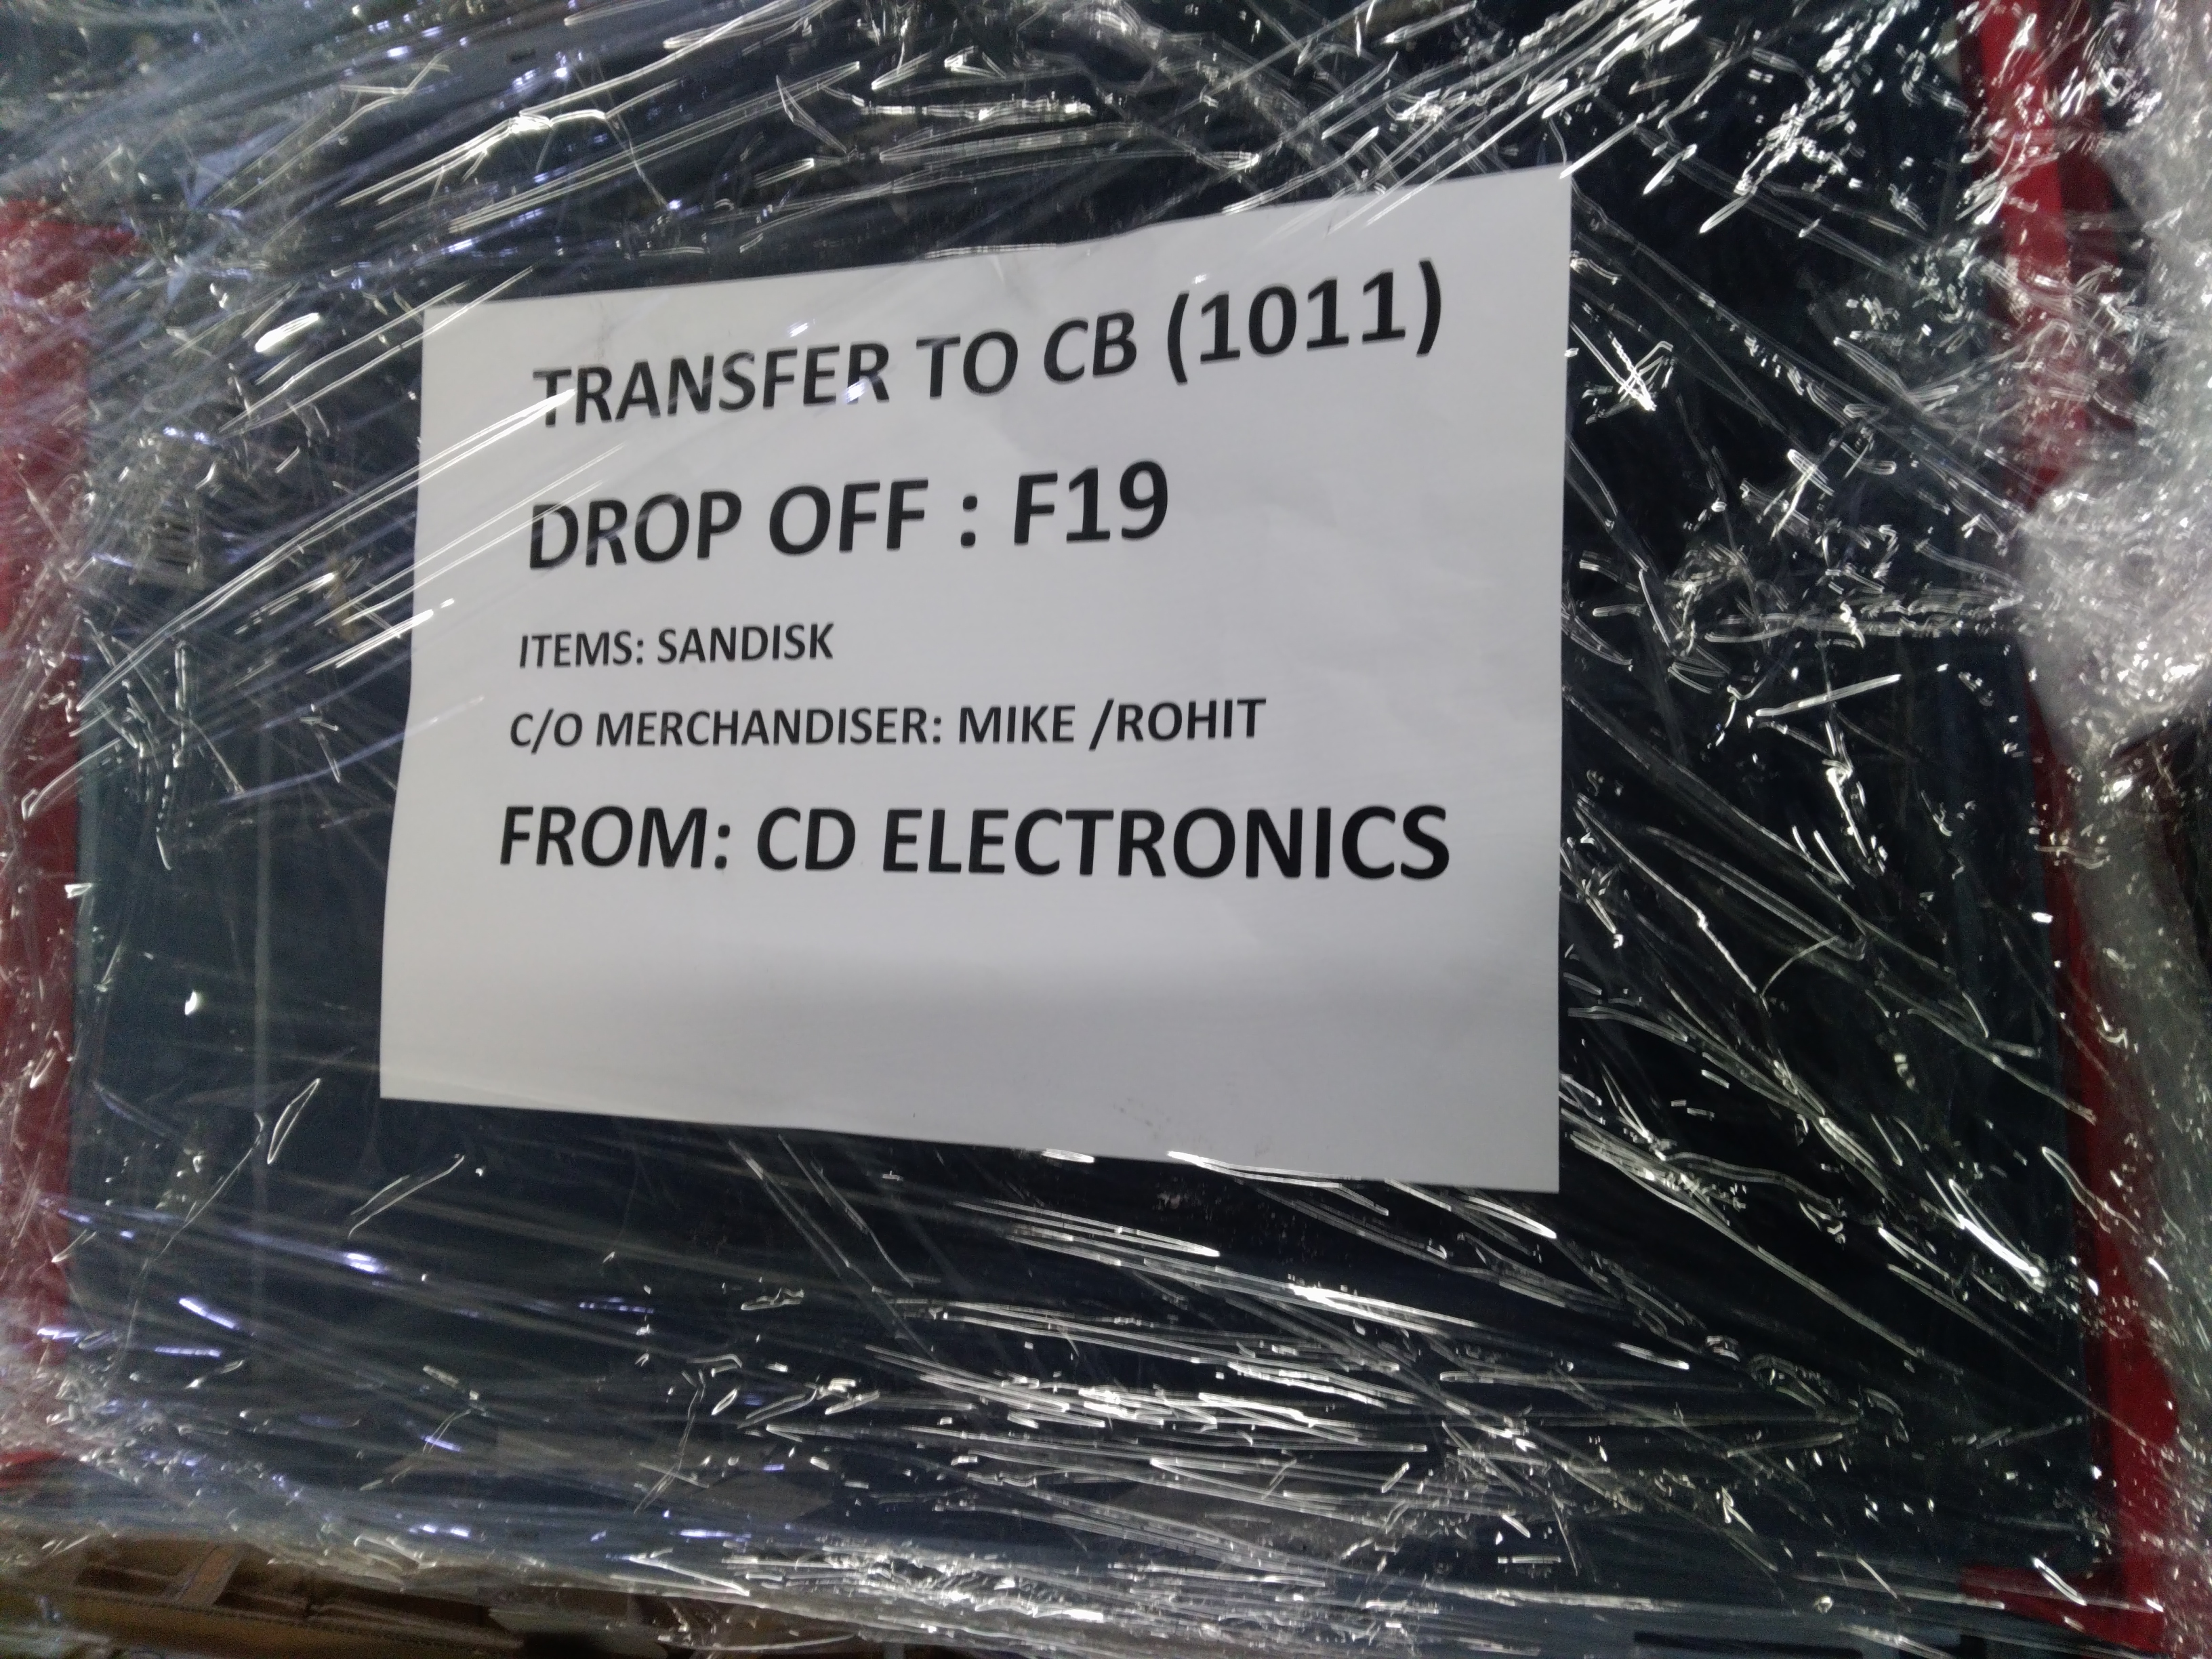 TRANSFER TO CB (1011)
DROP OFF : F19
ITEMS: SANDISK
C/O MERCHANDISER: MIKE /ROHIT
FROM: CD ELECTRONICS